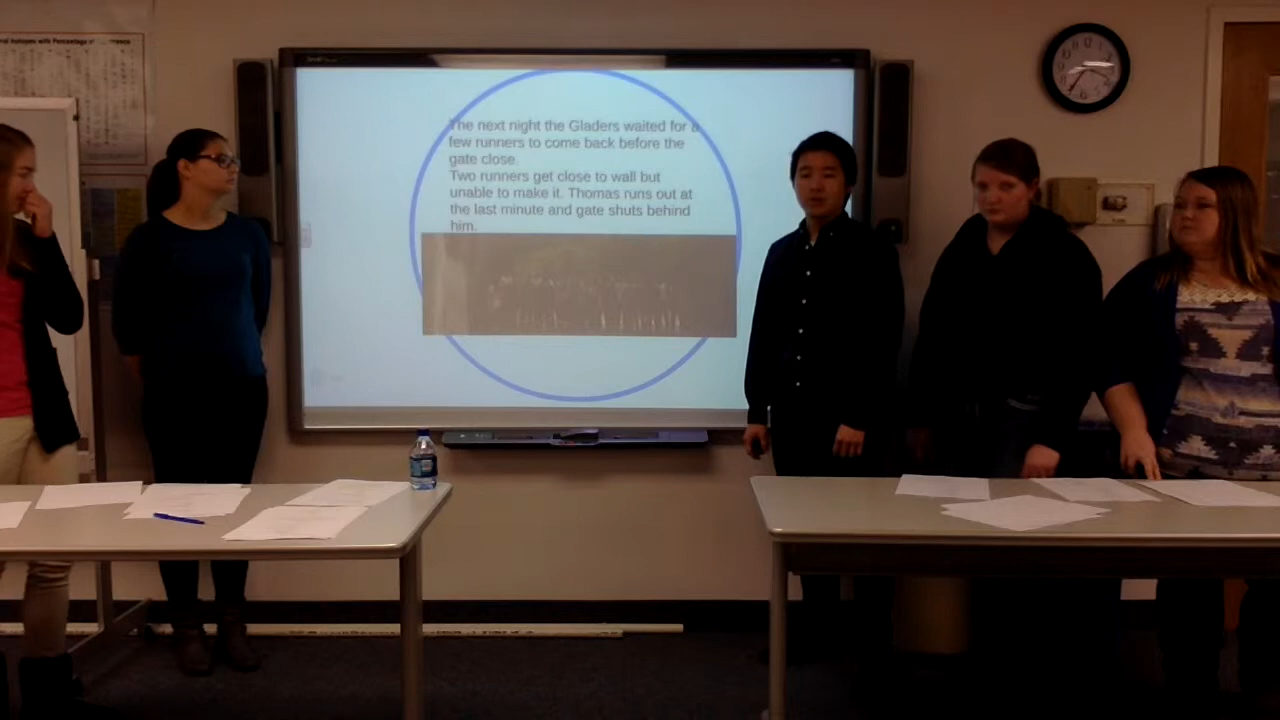 The next night the Gladers waited for a
few runners to come back before the
gate close.
Two runners get close to wall but
unable to make it. Thomas runs out at
the last minute and gate shuts behind
him.